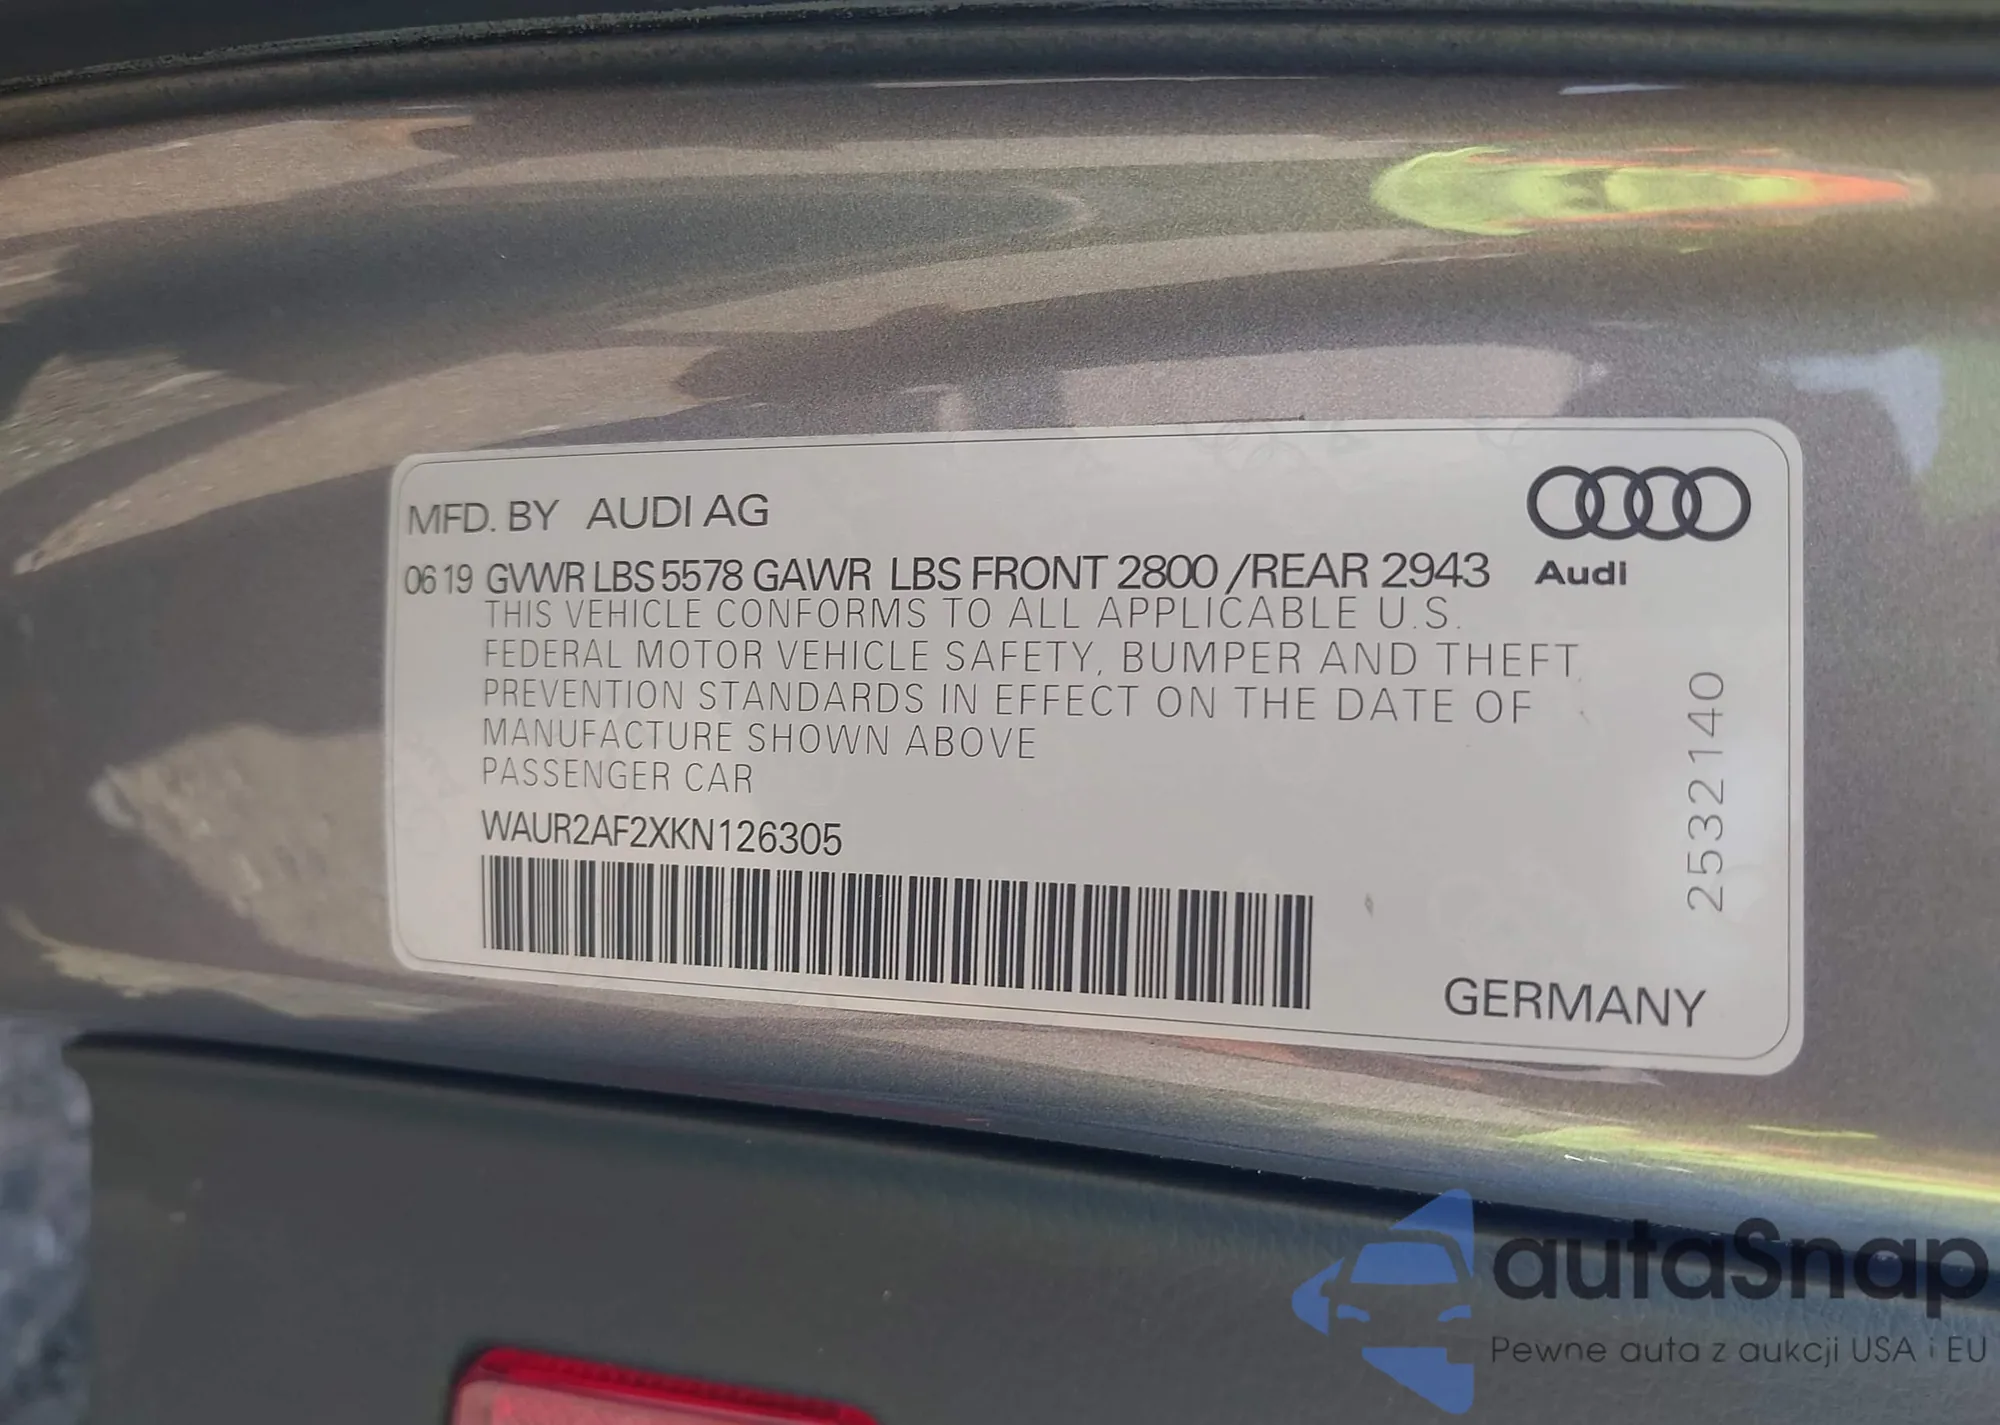 MFD. BY AUDI AG
06 19 GVWR LBS 5578 GAWR LBS FRONT 2800 /REAR 2943
Audi
THIS VEHICLE CONFORMS TO ALL APPLICABLE U.S.
FEDERAL MOTOR VEHICLE SAFETY, BUMPER AND THEFT
PREVENTION STANDARDS IN EFFECT ON THE DATE OF
MANUFACTURE SHOWN ABOVE
PASSENGER CAR
WAUR2AF2XKN126305
2532140
GERMANY
autaSnap
Pewne auta z aukcji USA i EU